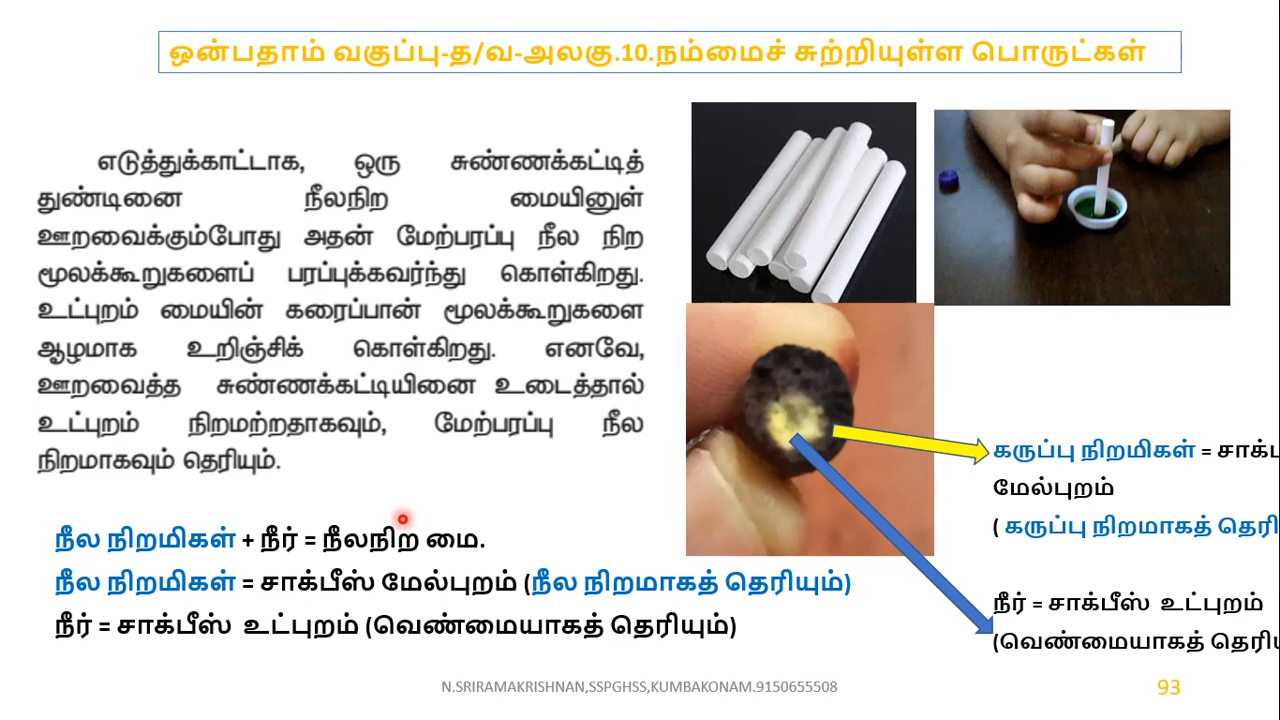 ஒன்பதாம் வகுப்பு-த/வ-அலகு.10.நம்மைச் சுற்றியுள்ள பொருட்கள்
எடுத்துக்காட்டாக, ஒரு சுண்ணக்கட்டித்
துண்டினை நீலநிற மையினுள்
ஊறவைக்கும்போது அதன் மேற்பரப்பு நீல நிற
மூலக்கூறுகளைப் பரப்புக்கவர்ந்து கொள்கிறது.
உட்புறம் மையின் கரைப்பான் மூலக்கூறுகளை
ஆழமாக உறிஞ்சிக் கொள்கிறது. எனவே,
ஊறவைத்த சுண்ணக்கட்டியினை உடைத்தால்
உட்புறம் நிறமற்றதாகவும், மேற்பரப்பு நீல
நிறமாகவும் தெரியும்.
நீல நிறமிகள் + நீர் = நீலநிற மை.
நீல நிறமிகள் = சாக்பீஸ் மேல்புறம் (நீல நிறமாகத் தெரியும்)
நீர் = சாக்பீஸ் உட்புறம் (வெண்மையாகத் தெரியும்)
கருப்பு நிறமிகள் =
மேல்புறம்
( கருப்பு நிறமாகத்
நீர் = சாக்பீஸ் உட்புறம்
(வெண்மையாகத்
N.SRIRAMAKRISHNAN,SSPGHSS,KUMBAKONAM.9150655508
93